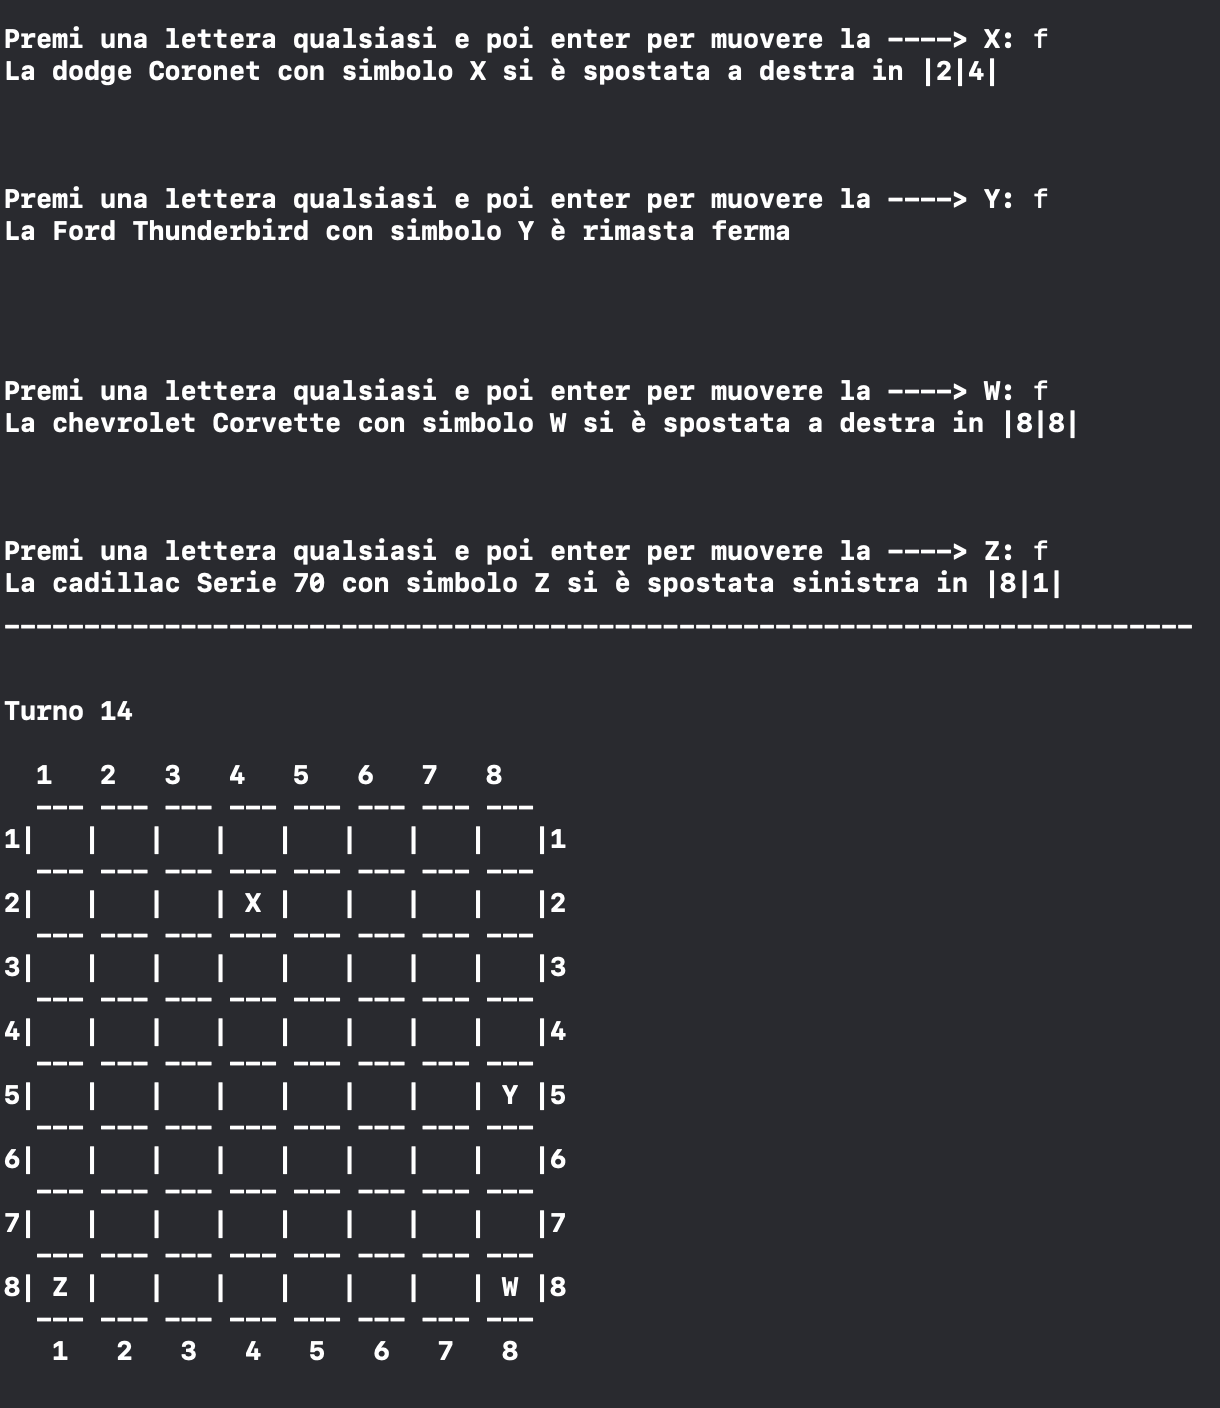 Premi una lettera qualsiasi e poi enter per muovere la ----> X: f
La dodge Coronet con simbolo X si è spostata a destra in |2|4|
Premi una lettera qualsiasi e poi enter per muovere la ----> Y: f
La Ford Thunderbird con simbolo Y è rimasta ferma
Premi una lettera qualsiasi e poi enter per muovere la ----> W: f
La chevrolet Corvette con simbolo W si è spostata a destra in |8|8|
Premi una lettera qualsiasi e poi enter per muovere la ----> Z: f
La cadillac Serie 70 con simbolo Z si è spostata sinistra in |8|1|
--------------------------------------------------------------------------
Turno 14
  1   2   3   4   5   6   7   8
  --- --- --- --- --- --- --- ---
1|   |   |   |   |   |   |   |   |1
  --- --- --- --- --- --- --- ---
2|   |   |   | X |   |   |   |   |2
  --- --- --- --- --- --- --- ---
3|   |   |   |   |   |   |   |   |3
  --- --- --- --- --- --- --- ---
4|   |   |   |   |   |   |   |   |4
  --- --- --- --- --- --- --- ---
5|   |   |   |   |   |   |   | Y |5
  --- --- --- --- --- --- --- ---
6|   |   |   |   |   |   |   |   |6
  --- --- --- --- --- --- --- ---
7|   |   |   |   |   |   |   |   |7
  --- --- --- --- --- --- --- ---
8| Z |   |   |   |   |   |   | W |8
  --- --- --- --- --- --- --- ---
   1   2   3   4   5   6   7   8